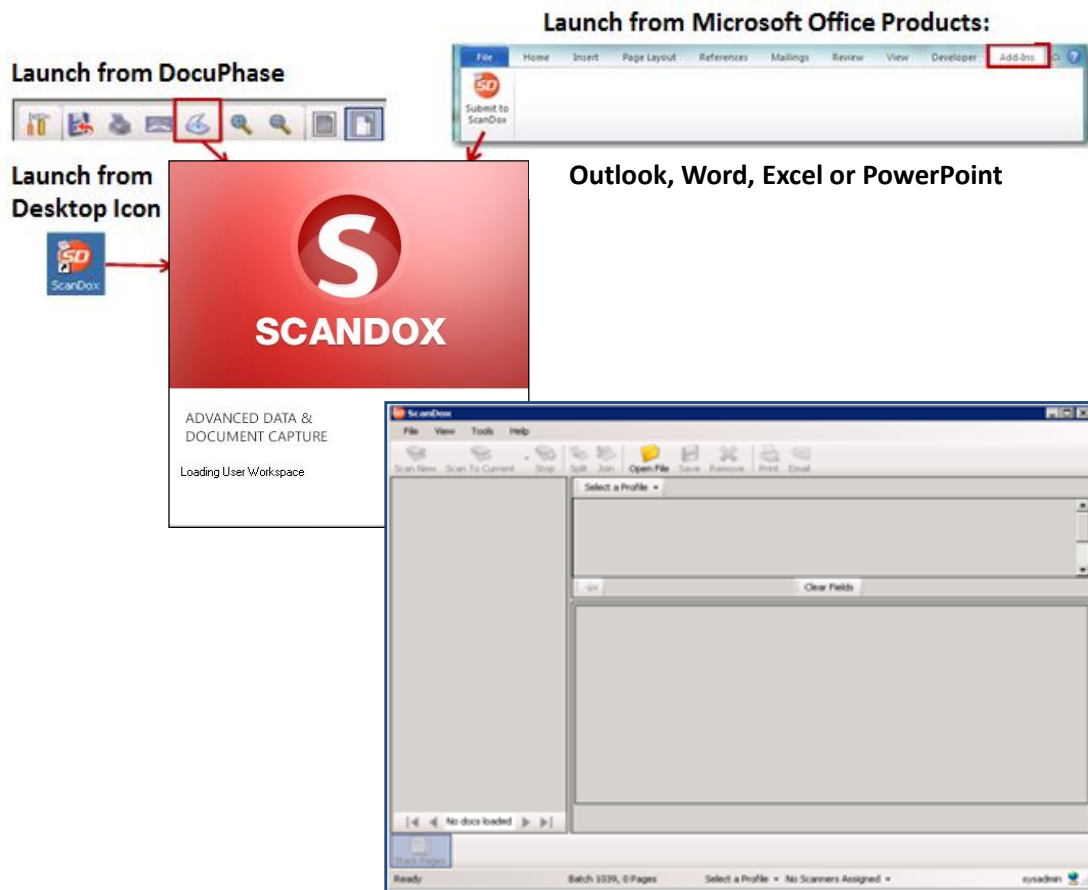 Launch from Microsoft Office Products:
File Home Insert Page Layout References Mailings Review View Developer Add-Ins
SD
Submit to
ScanDox
Outlook, Word, Excel or PowerPoint
Launch from DocuPhase
Launch from
Desktop Icon
SD
ScanDox
S
SCANDOX
ADVANCED DATA &
DOCUMENT CAPTURE
Loading User Workspace
ScanDox
File View Tools Help
Scan New Scan To Current Stop Split Join Open File Save Remove Print Email
Select a Profile
Clear Fields
No docs loaded
Stack Pages
Ready Batch 1039, 0 Pages Select a Profile No Scanners Assigned sysadmin